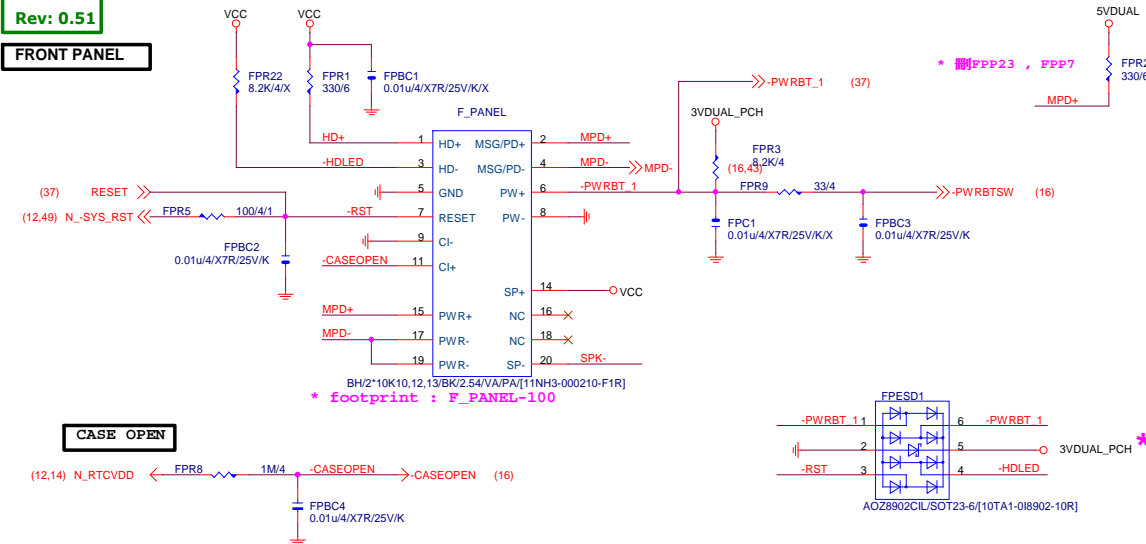 Rev: 0.51
FRONT PANEL
VCC
VCC
5VDUAL
FPR22
8.2K/4/X
FPR1
330/6
FPBC1
0.01u/4/X7R/25V/K/X
* 刪FPP23 , FPP7
FPR2
330/6
MPD+
-PWRBT_1 (37)
F_PANEL
3VDUAL_PCH
HD+ 1 HD+ MSG/PD+ 2 MPD+
-HDLED 3 HD- MSG/PD- 4 MPD- MPD- (16,43)
FPR3
8.2K/4
(37) RESET
5 GND PW+ 6 -PWRBT_1
FPR9 33/4
-PWRBTSW (16)
(12,49) N_-SYS_RST FPR5 100/4/1 -RST 7 RESET PW- 8
FPC1
0.01u/4/X7R/25V/K/X
FPBC3
0.01u/4/X7R/25V/K
9 CI-
FPBC2
0.01u/4/X7R/25V/K
-CASEOPEN 11 CI+
SP+ 14 VCC
MPD+ 15 PWR+ NC 16
MPD- 17 PWR- NC 18
19 PWR- SP- 20 SPK-
BH/2*10K10,12,13/BK/2.54/VA/PA/[11NH3-000210-F1R]
* footprint : F_PANEL-100
CASE OPEN
(12,14) N_RTCVDD FPR8 1M/4 -CASEOPEN -CASEOPEN (16)
FPBC4
0.01u/4/X7R/25V/K
FPESD1
-PWRBT_1 1 6 -PWRBT_1
2 5 3VDUAL_PCH
*
-RST 3 4 -HDLED
AOZ8902CIL/SOT23-6/[10TA1-0I8902-10R]